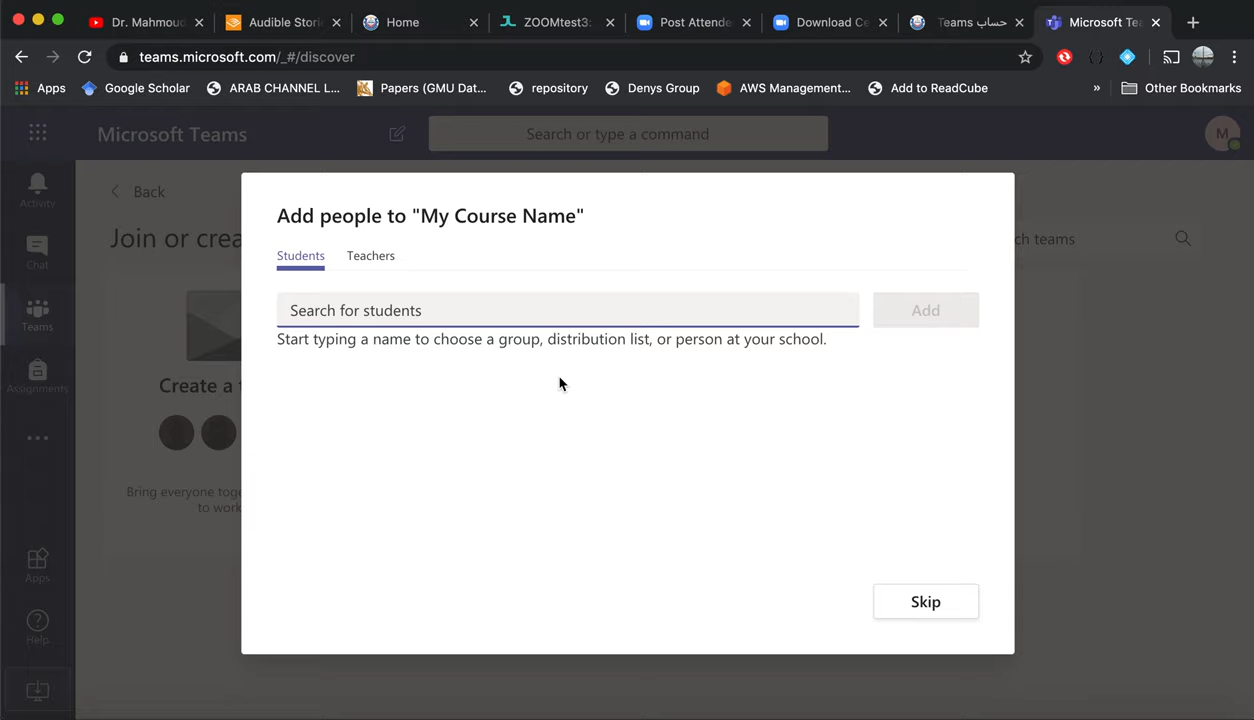 Dr. Mahmoud
Audible Stori
Home
ZOOMtest3:
Post Attende
Download Ce
Teams حساب
Microsoft Tea
teams.microsoft.com/_#/discover
Apps
Google Scholar
ARAB CHANNEL L...
Papers (GMU Dat...
repository
Denys Group
AWS Management...
Add to ReadCube
»
Other Bookmarks
Microsoft Teams
Search or type a command
M
Activity
Chat
Teams
Assignments
Apps
Help
Back
Join or crea
ch teams
Create a t
Bring everyone toge
to work
Add people to "My Course Name"
Students
Teachers
Search for students
Add
Start typing a name to choose a group, distribution list, or person at your school.
Skip